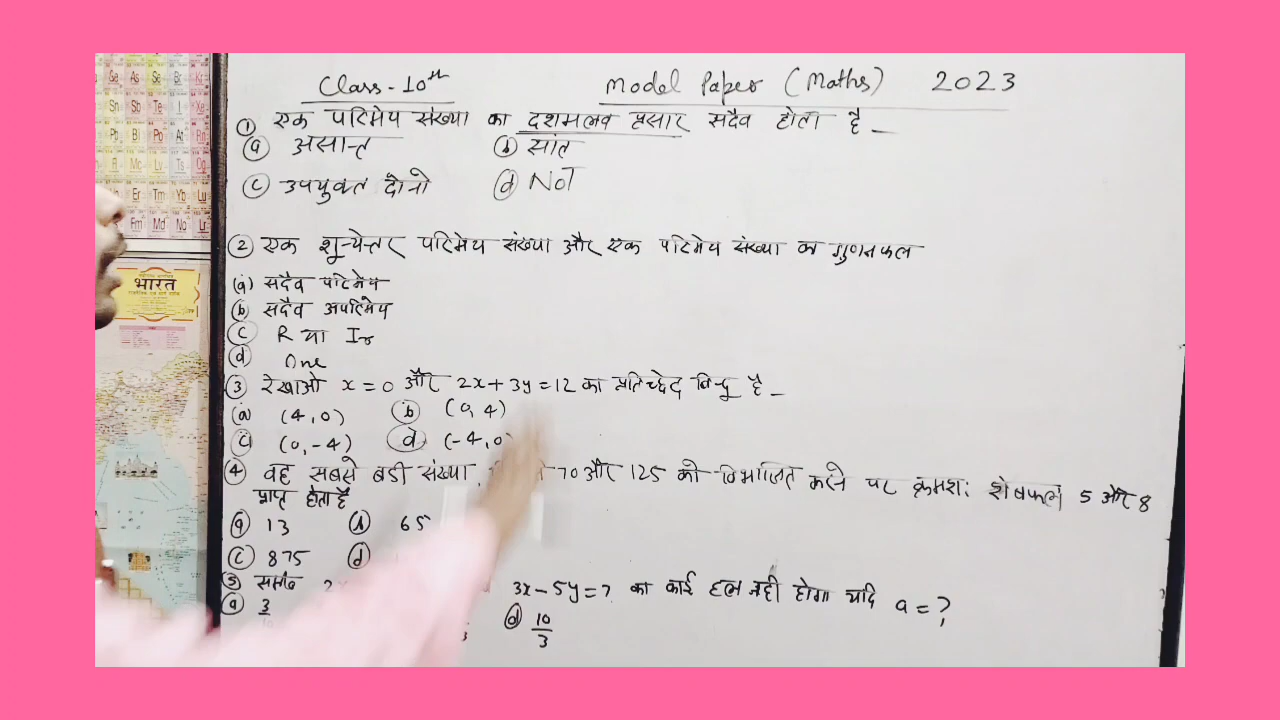 Class-10th Model Paper (Maths) 2023
① एक परिमेय संख्या का दशमलव प्रसार सदैव होता है _
ⓐ असान्त ⓑ सांत
ⓒ उपयुक्त दोनो ⓓ NOT
② एक शून्येत्तर परिमेय संख्या और एक परिमेय संख्या का गुणनफल
(a) सदैव परिमेय
ⓑ सदैव अपरिमेय
ⓒ R या Ir
ⓓ One
③ रेखाओ x = 0 और 2x + 3y = 12 का प्रतिच्छेद बिन्दू है _
(a) (4, 0) ⓑ (0, 4)
ⓒ (0, -4) ⓓ (-4, 0
④ वह सबसे बडी संख्या, 70 और 125 को विभाजित करने पर क्रमश: शेषफल 5 और 8
प्राप्त होता है
ⓐ 13 ⓑ 65
ⓒ 875 ⓓ
⑤ 3x - 5y = 7 का कोई हल नही होगा यदि a = ?
ⓐ 3 ⓓ 10/3
भारत